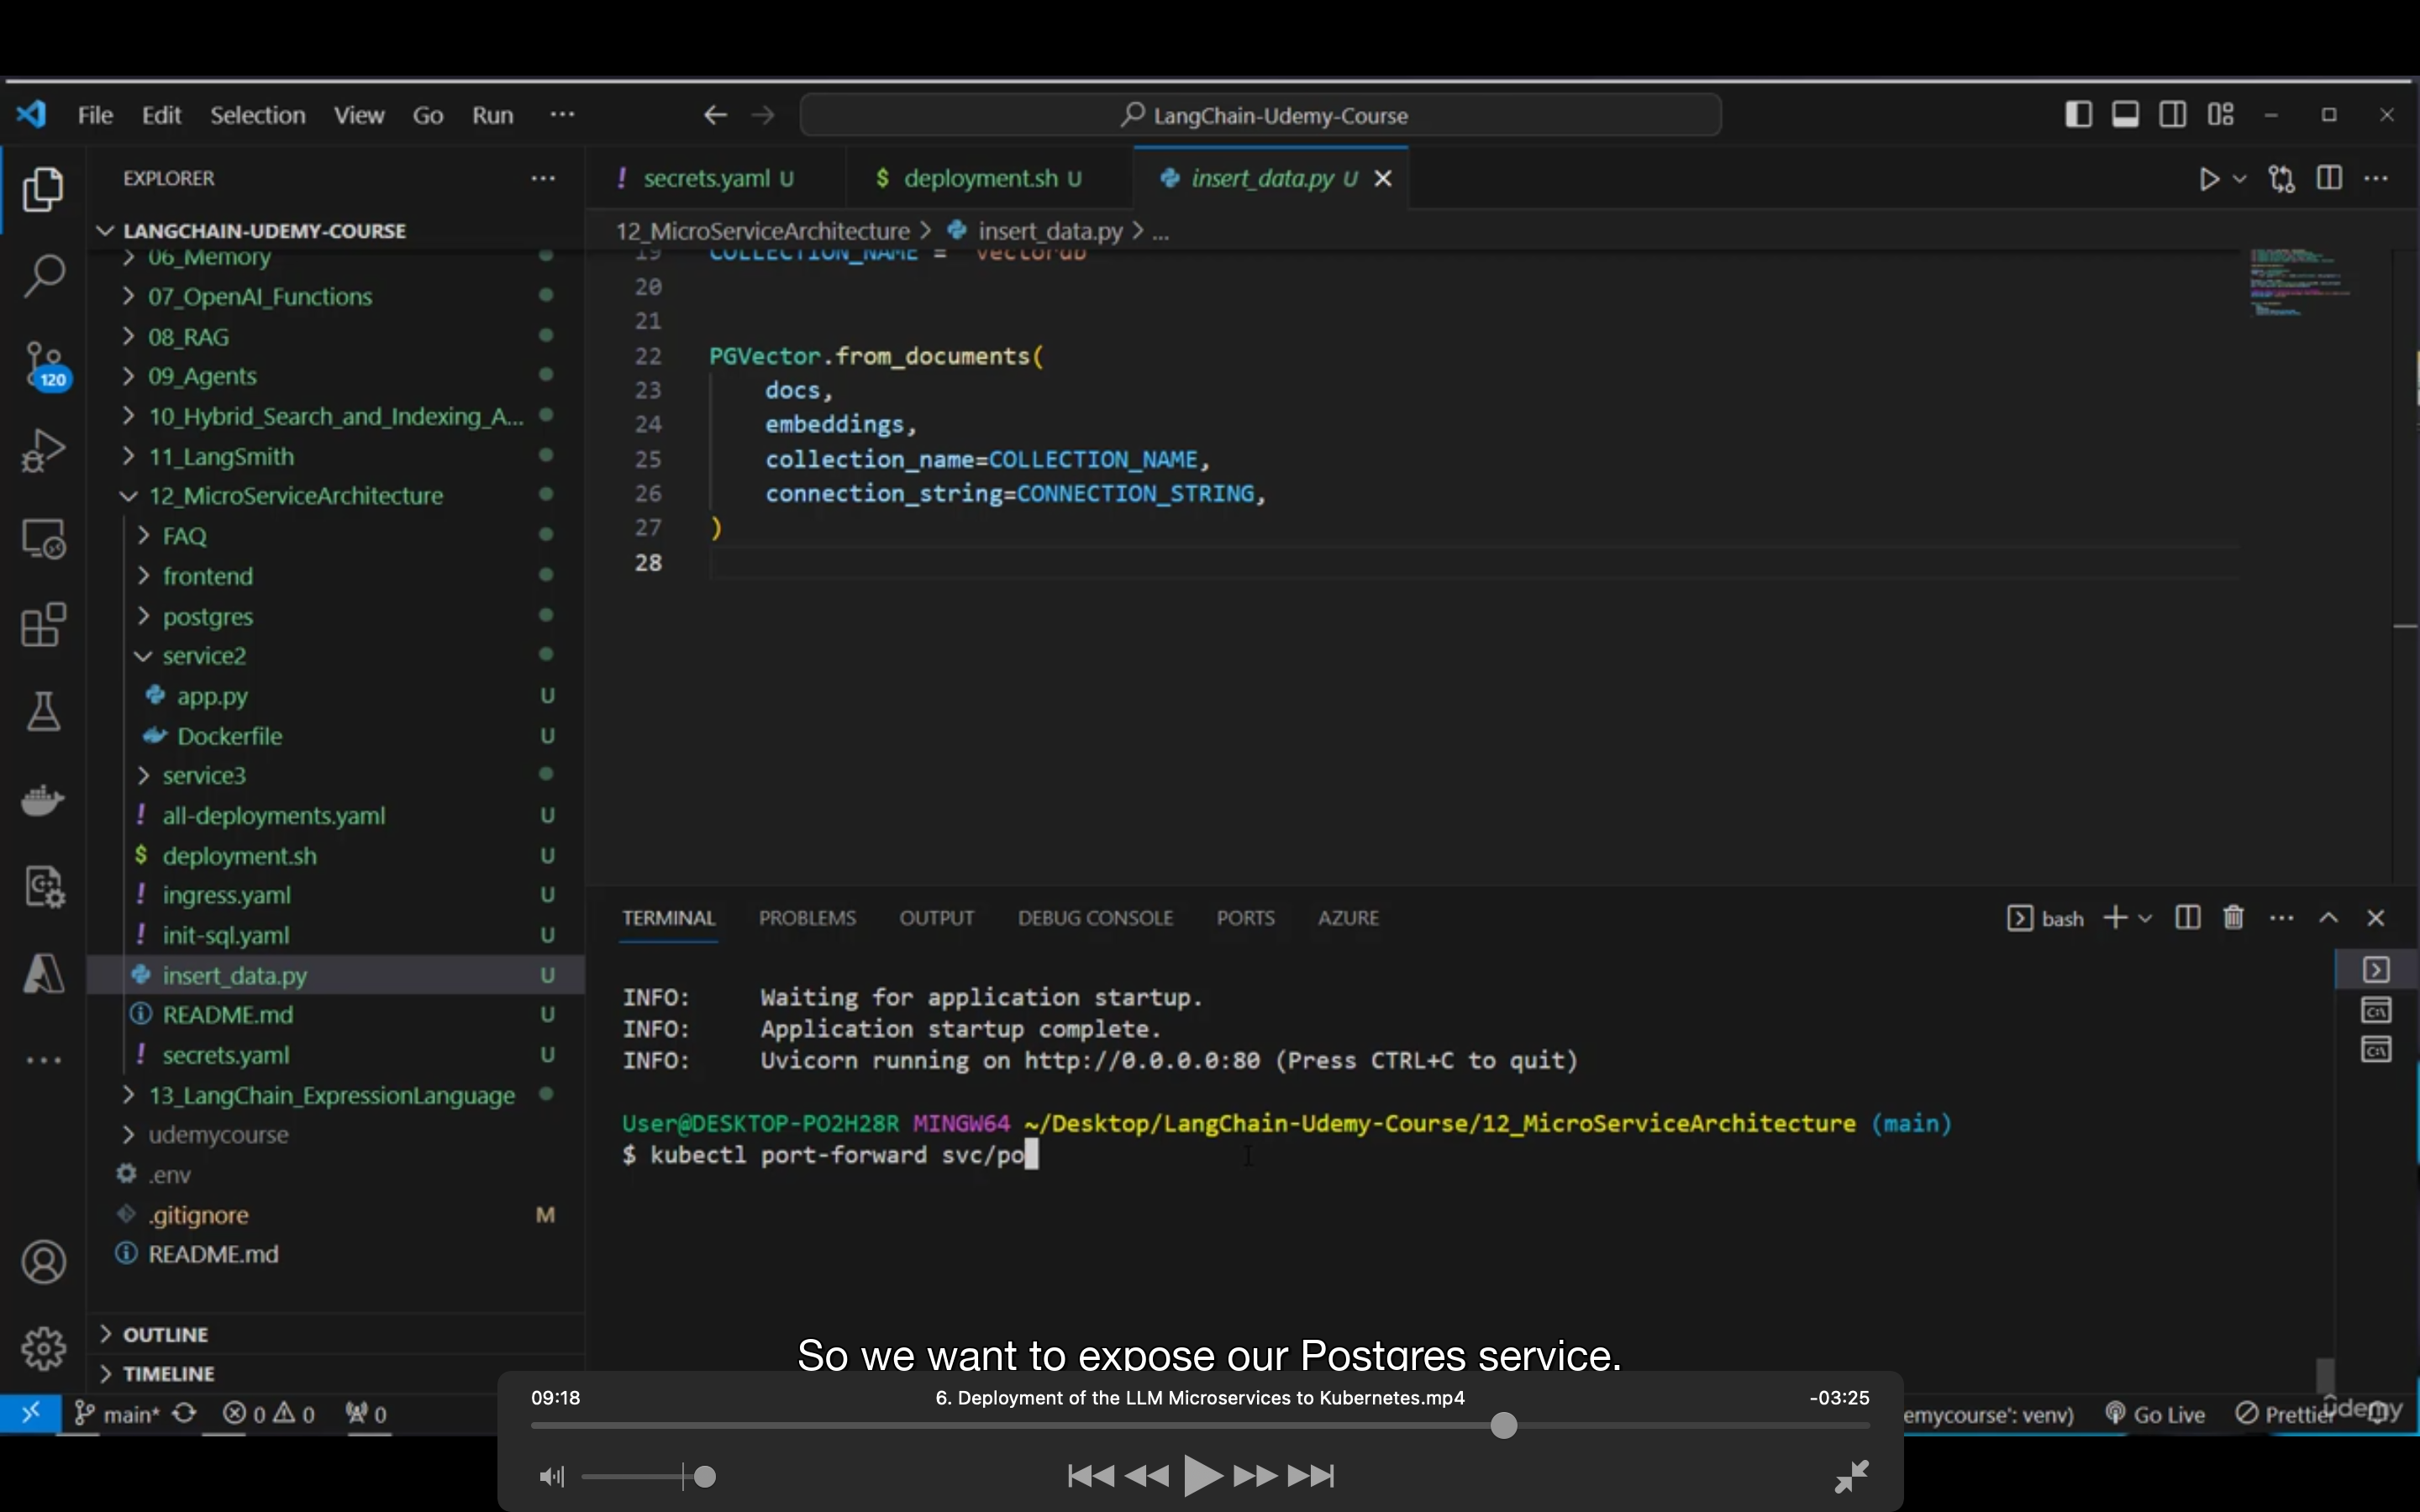 File Edit Selection View Go Run ...
LangChain-Udemy-Course
EXPLORER
LANGCHAIN-UDEMY-COURSE
06_Memory
07_OpenAI_Functions
08_RAG
09_Agents
10_Hybrid_Search_and_Indexing_A...
11_LangSmith
12_MicroServiceArchitecture
FAQ
frontend
postgres
service2
app.py U
Dockerfile U
service3
! all-deployments.yaml U
$ deployment.sh U
! ingress.yaml U
! init-sql.yaml U
insert_data.py U
README.md U
! secrets.yaml U
13_LangChain_ExpressionLanguage
udemycourse
.env
.gitignore M
README.md
OUTLINE
TIMELINE
120
! secrets.yaml U $ deployment.sh U insert_data.py U
12_MicroServiceArchitecture > insert_data.py > ...
19 COLLECTION_NAME = "vectordb"
20
21
22 PGVector.from_documents(
23 docs,
24 embeddings,
25 collection_name=COLLECTION_NAME,
26 connection_string=CONNECTION_STRING,
27 )
28
TERMINAL PROBLEMS OUTPUT DEBUG CONSOLE PORTS AZURE
bash
INFO: Waiting for application startup.
INFO: Application startup complete.
INFO: Uvicorn running on http://0.0.0.0:80 (Press CTRL+C to quit)
User@DESKTOP-PO2H28R MINGW64 ~/Desktop/LangChain-Udemy-Course/12_MicroServiceArchitecture (main)
$ kubectl port-forward svc/po
So we want to expose our Postgres service.
09:18 6. Deployment of the LLM Microservices to Kubernetes.mp4 -03:25
main* 0 0 0
emycourse': venv) Go Live Prettier
ûdemy